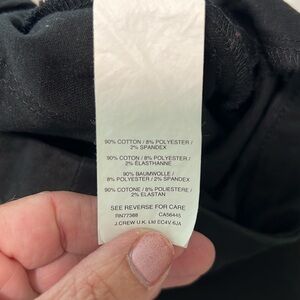 90% COTTON / 8% POLYESTER /
2% SPANDEX
90% COTON / 8% POLYESTER /
2% ELASTHANNE
90% BAUMWOLLE /
8% POLYESTER / 2% SPANDEX
90% COTONE / 8% POLIESTERE /
2% ELASTAN
SEE REVERSE FOR CARE
RN77388 CA56445
J.CREW U.K. Ltd EC4V 6JA